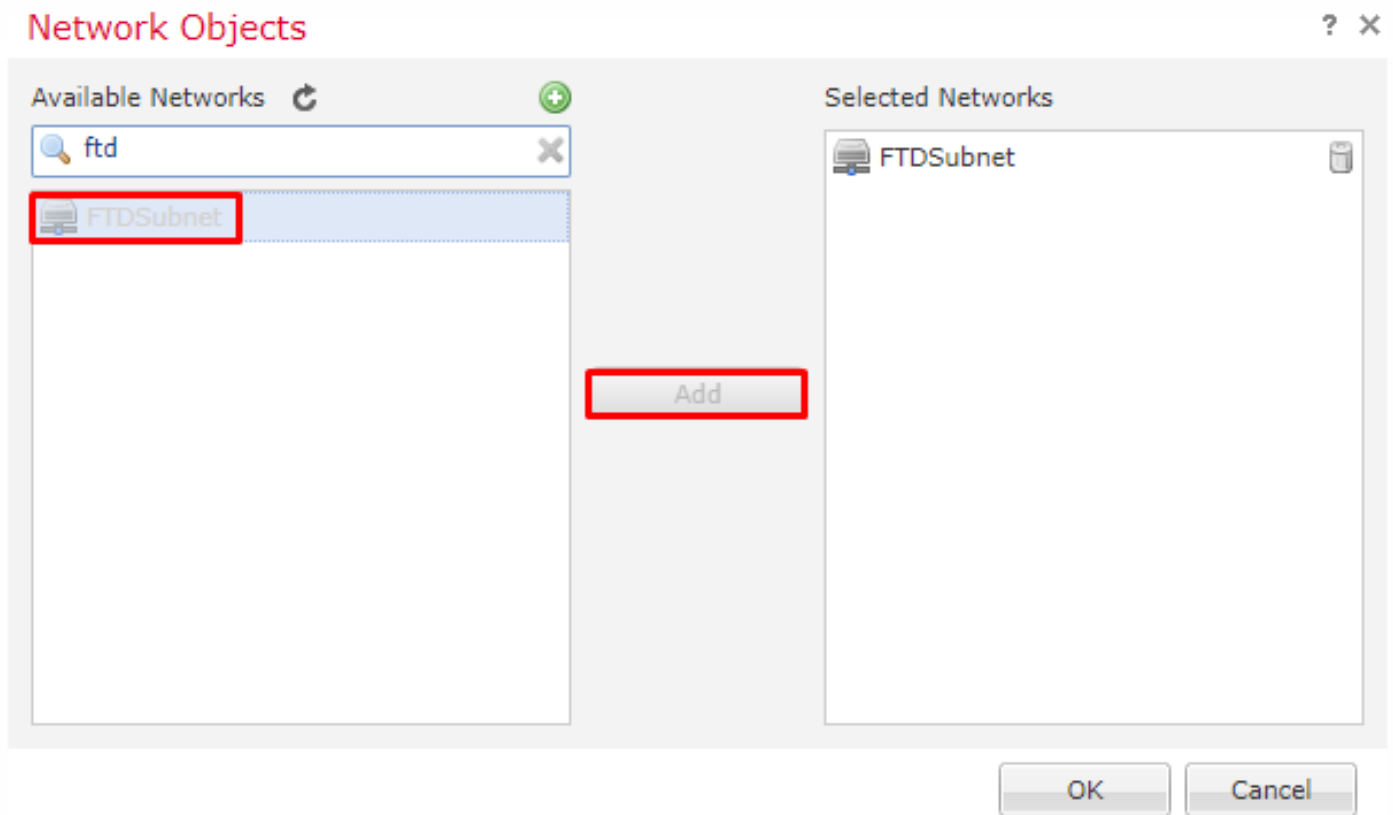 Network Objects
?
Available Networks
Selected Networks
ftd
FTDSubnet
FTDSubnet
Add
OK
Cancel